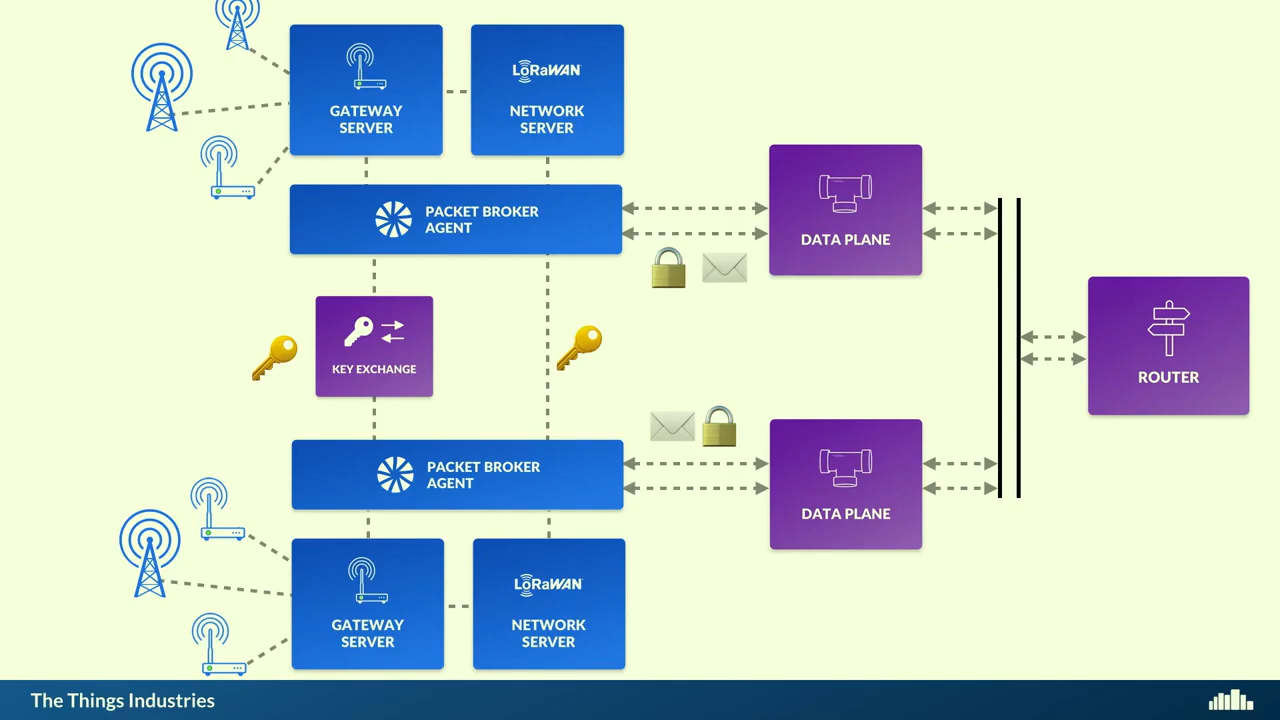 GATEWAY
SERVER
LoRaWAN
NETWORK
SERVER
PACKET BROKER
AGENT
DATA PLANE
KEY EXCHANGE
ROUTER
PACKET BROKER
AGENT
DATA PLANE
GATEWAY
SERVER
LoRaWAN
NETWORK
SERVER
The Things Industries